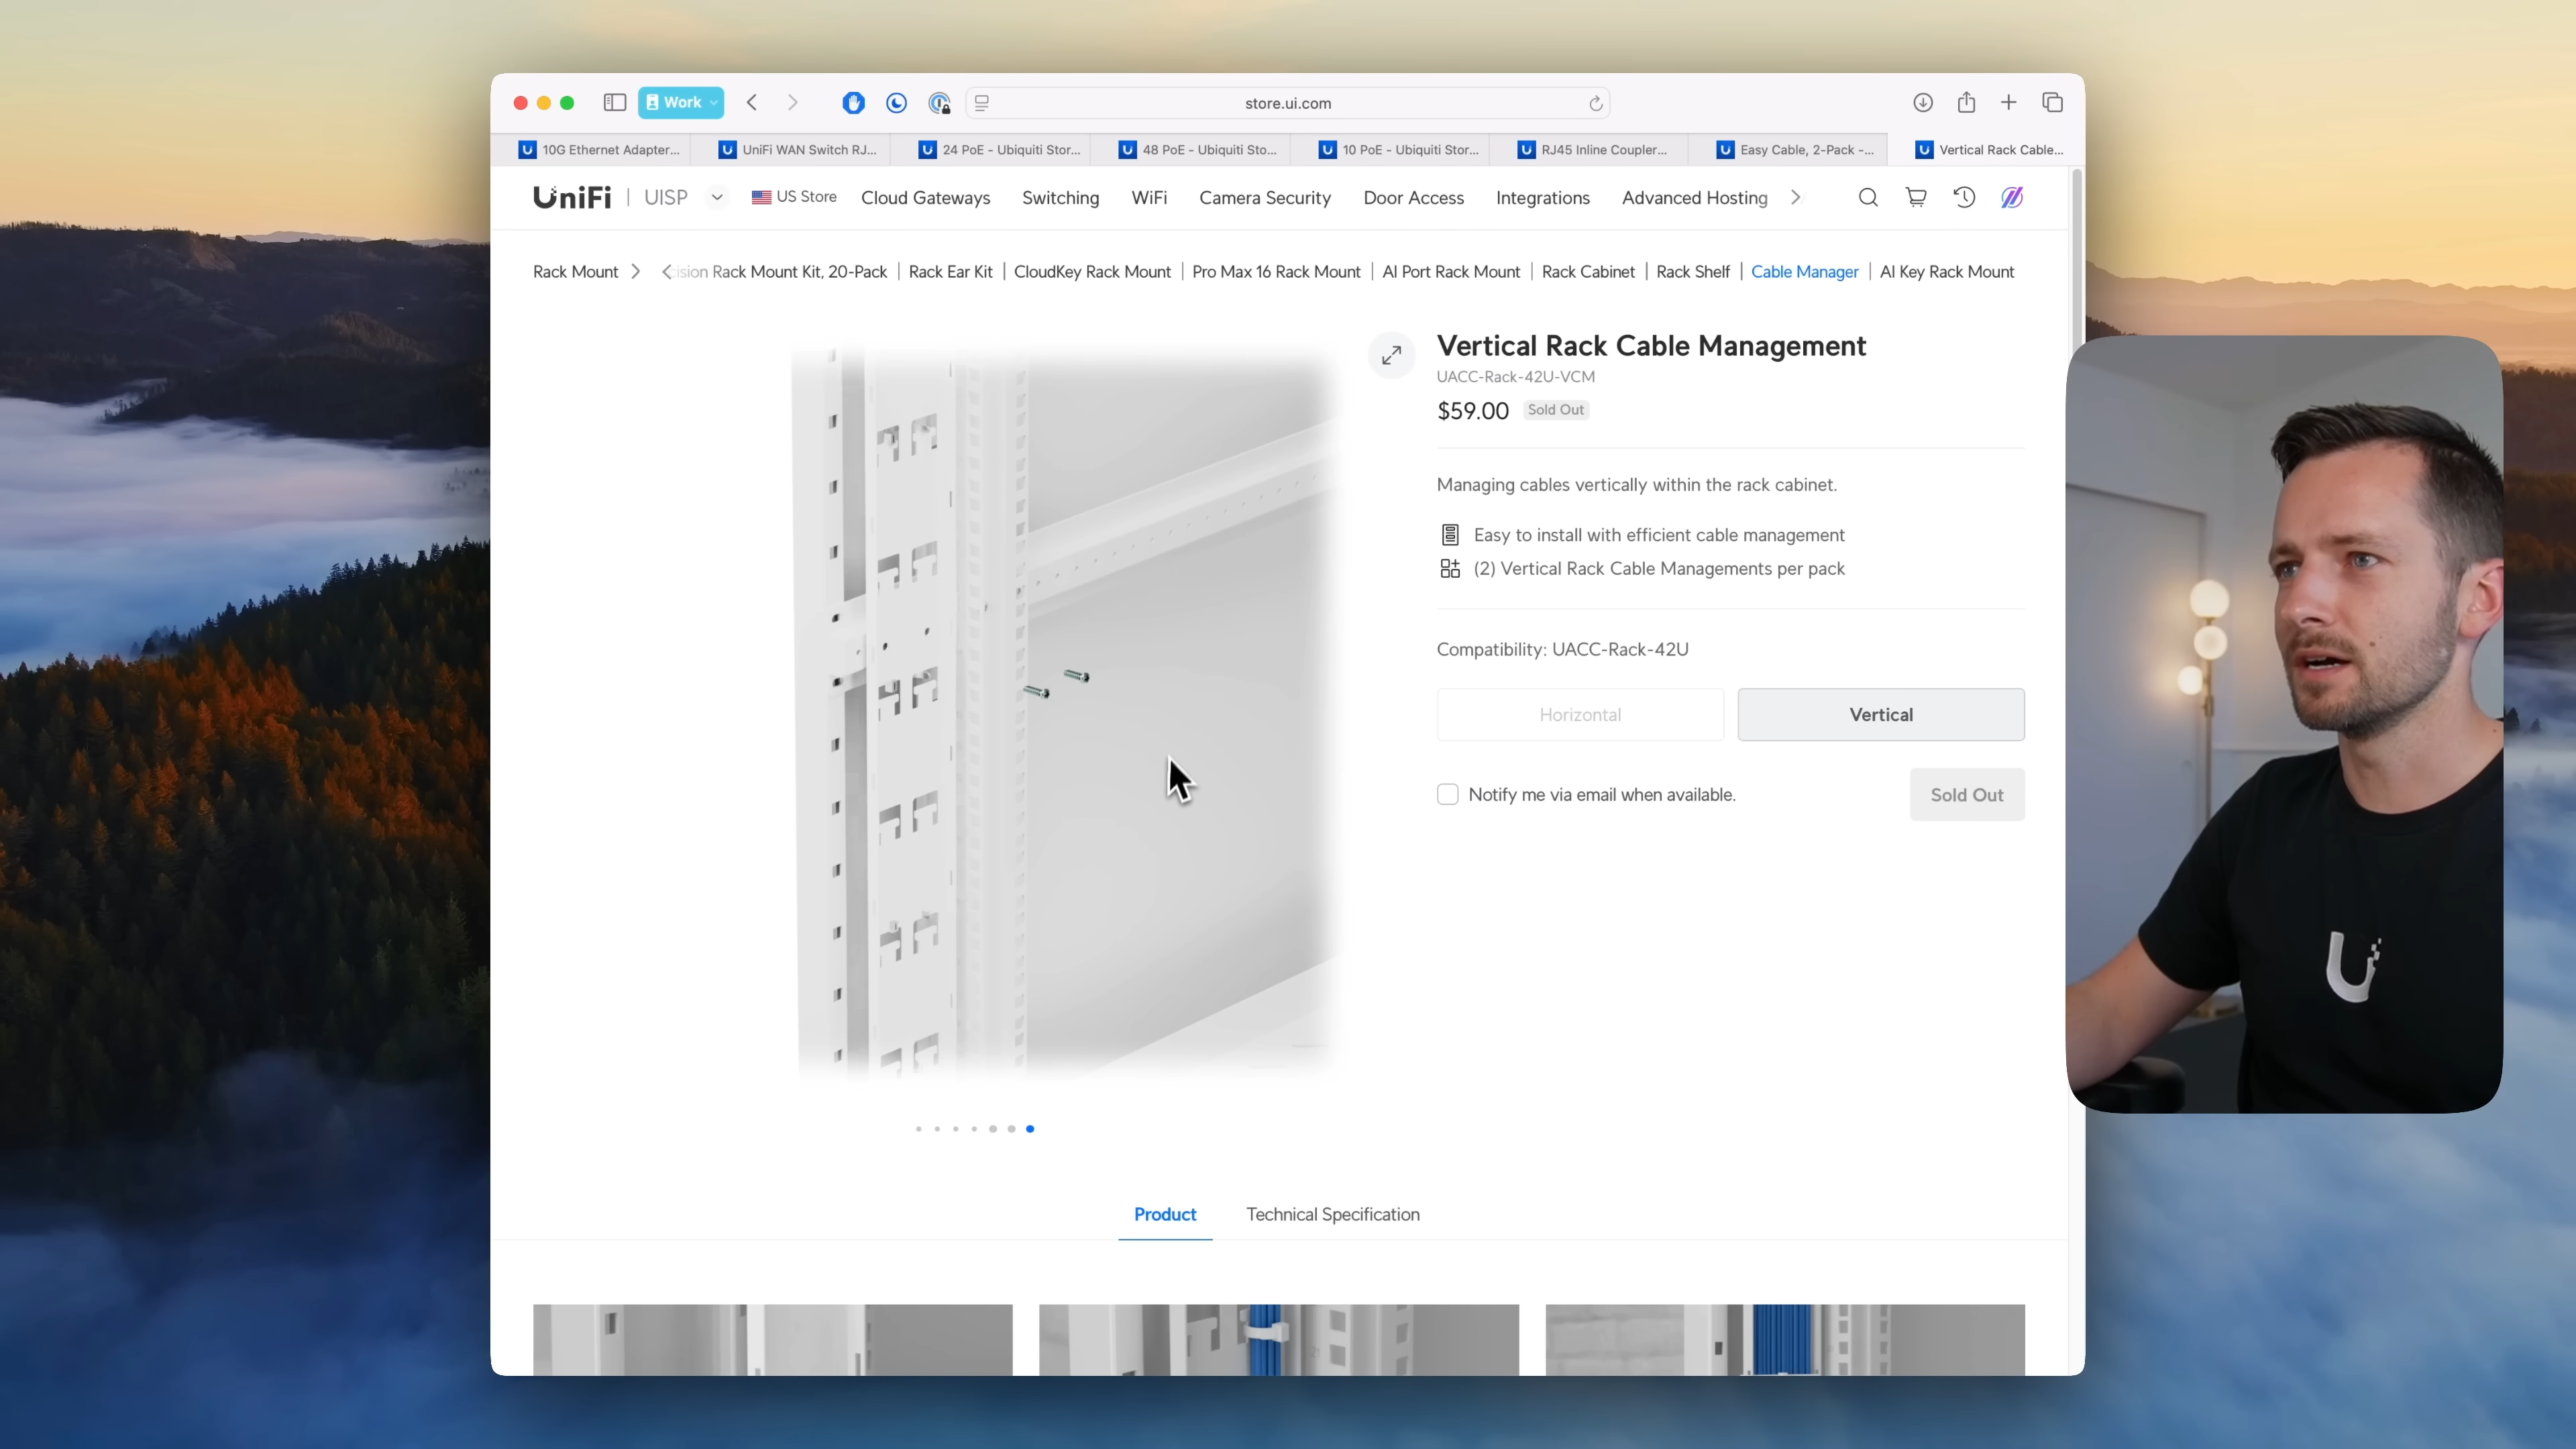 Work
store.ui.com
10G Ethernet Adapter...
UniFi WAN Switch RJ...
24 PoE - Ubiquiti Stor...
48 PoE - Ubiquiti Sto...
10 PoE - Ubiquiti Stor...
RJ45 Inline Coupler...
Easy Cable, 2-Pack -...
Vertical Rack Cable...
UniFi | UISP
US Store
Cloud Gateways
Switching
WiFi
Camera Security
Door Access
Integrations
Advanced Hosting
Rack Mount
cision Rack Mount Kit, 20-Pack | Rack Ear Kit | CloudKey Rack Mount | Pro Max 16 Rack Mount | AI Port Rack Mount | Rack Cabinet | Rack Shelf | Cable Manager | AI Key Rack Mount
Vertical Rack Cable Management
UACC-Rack-42U-VCM
$59.00 Sold Out
Managing cables vertically within the rack cabinet.
Easy to install with efficient cable management
(2) Vertical Rack Cable Managements per pack
Compatibility: UACC-Rack-42U
Horizontal
Vertical
Notify me via email when available.
Sold Out
Product
Technical Specification